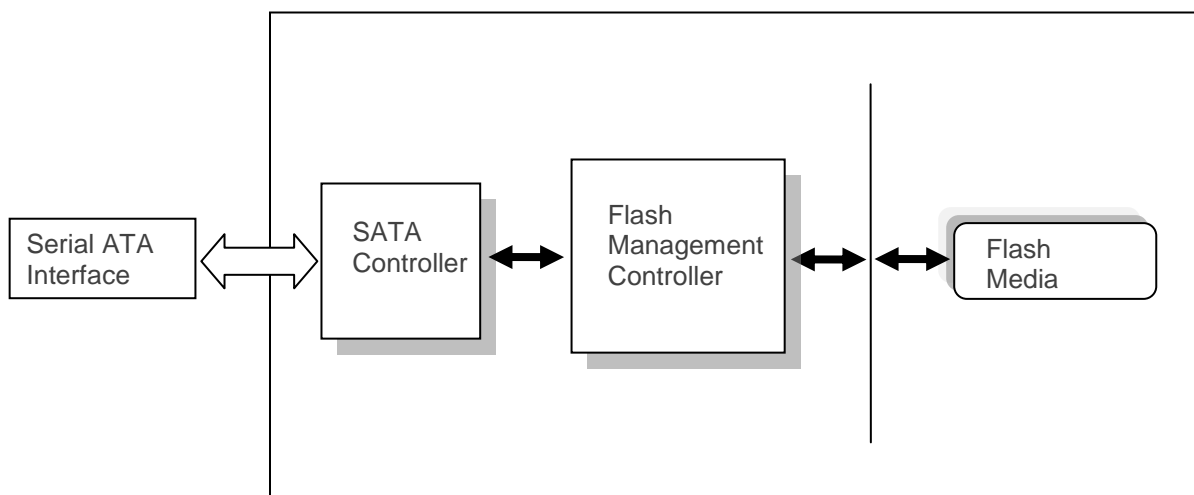 Serial ATA
Interface
SATA
Controller
Flash
Management
Controller
Flash
Media